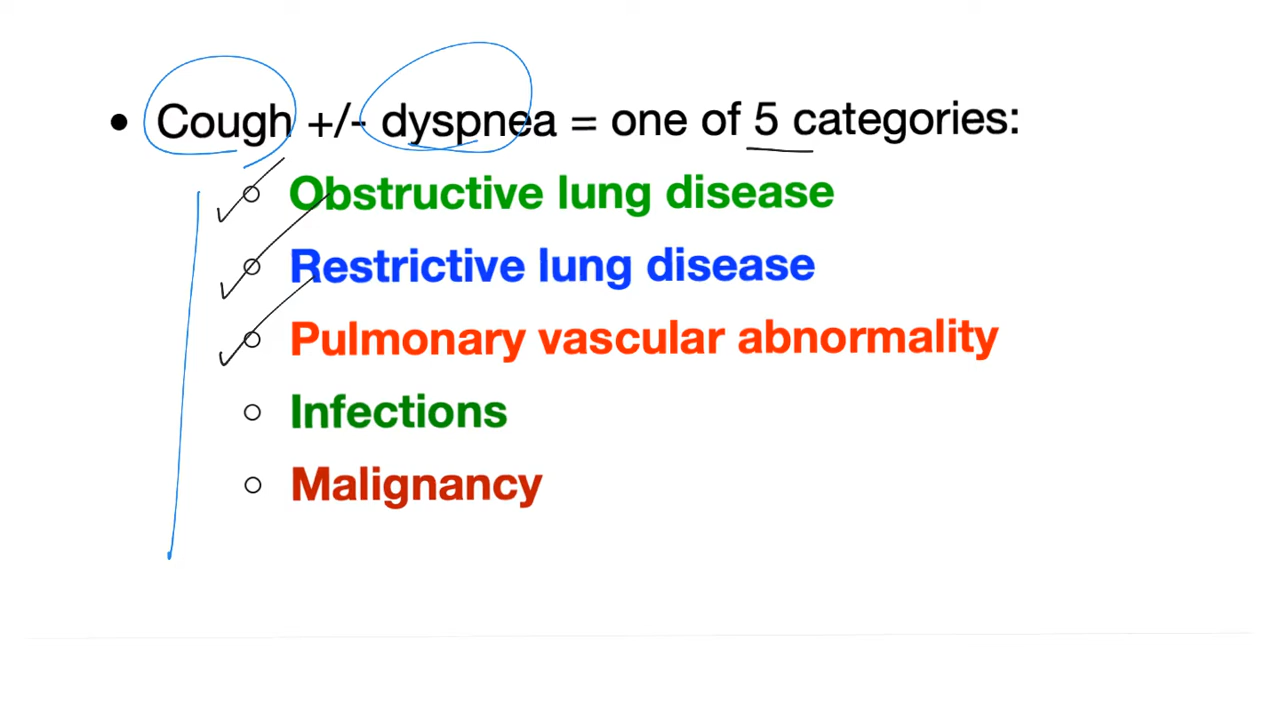 • Cough +/- dyspnea = one of 5 categories:
○ Obstructive lung disease
○ Restrictive lung disease
○ Pulmonary vascular abnormality
○ Infections
○ Malignancy